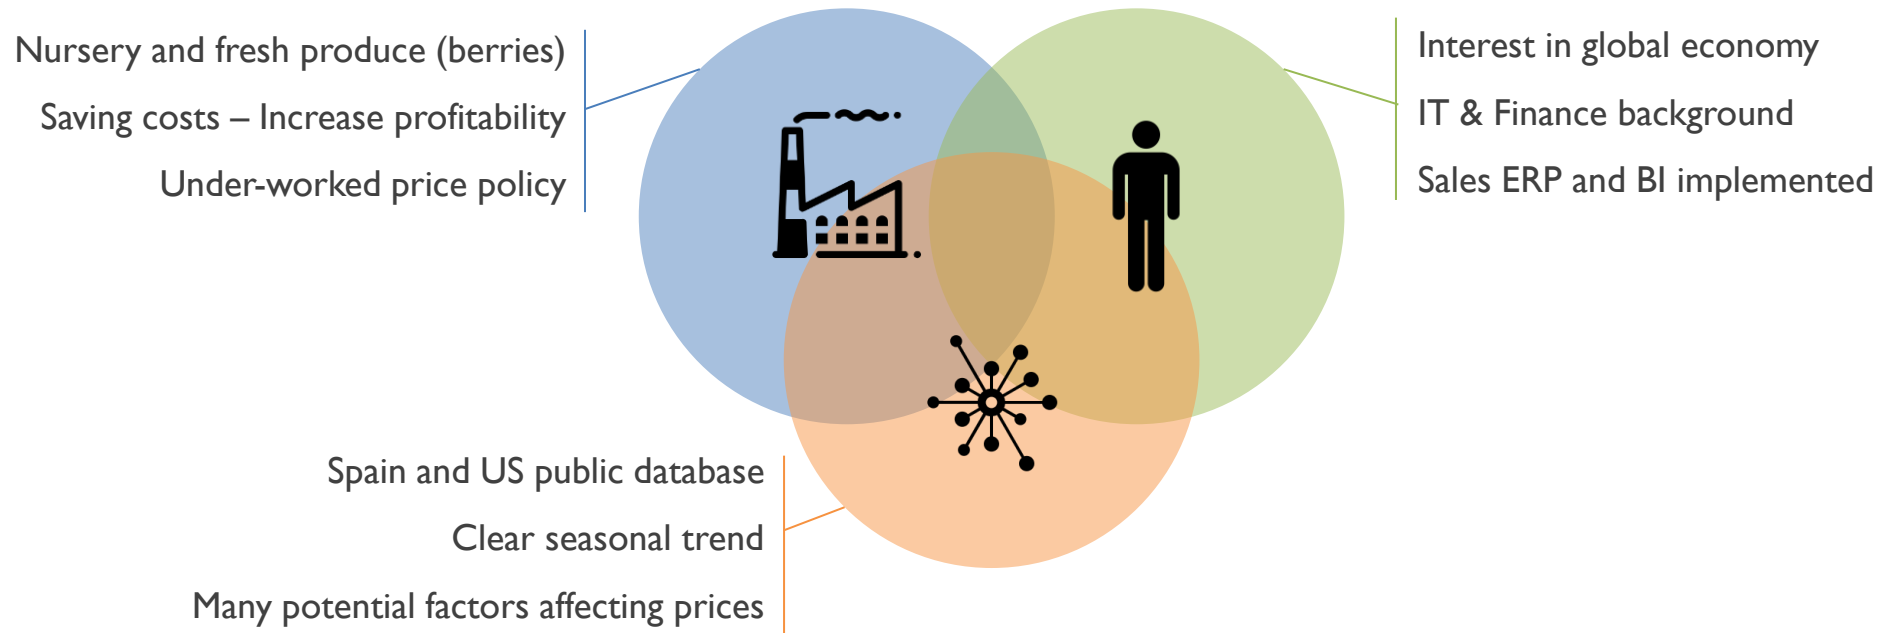 Nursery and fresh produce (berries)
Saving costs – Increase profitability
Under-worked price policy
Interest in global economy
IT & Finance background
Sales ERP and BI implemented
Spain and US public database
Clear seasonal trend
Many potential factors affecting prices